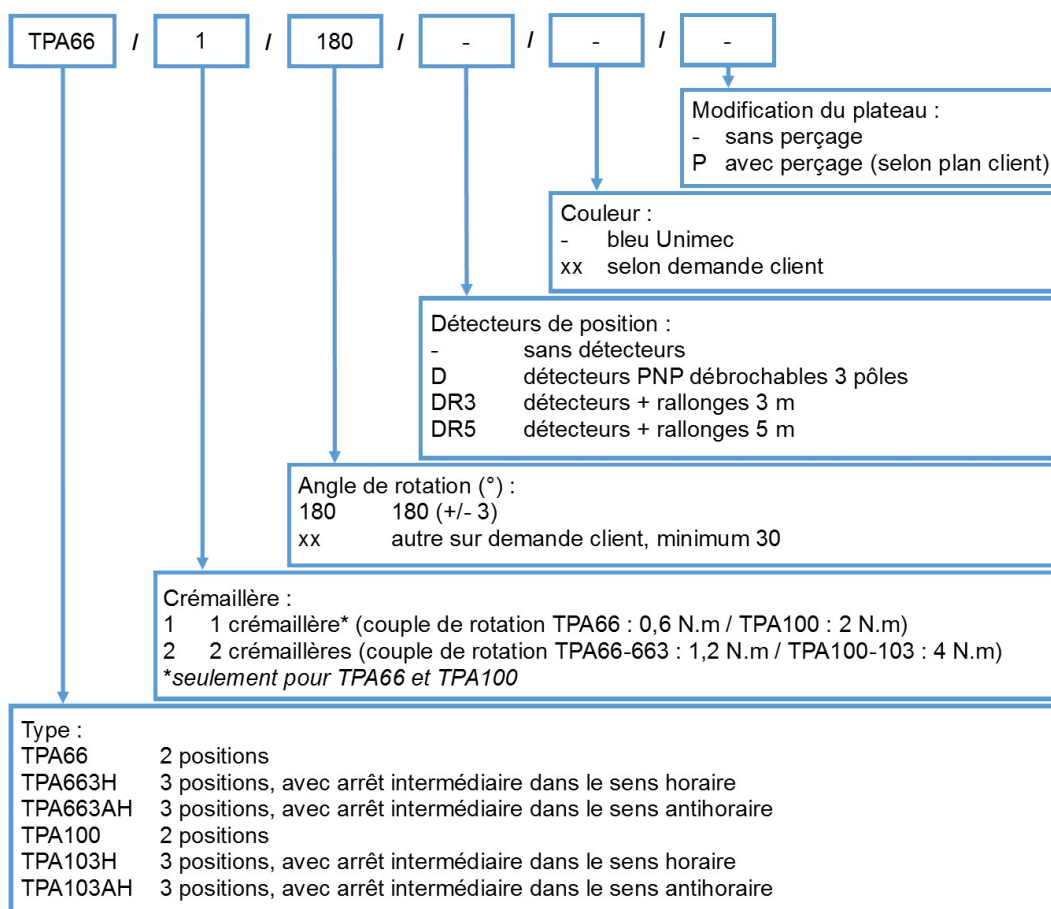 TPA66 / 1 / 180 / - / - / -
Modification du plateau :
- sans perçage
P avec perçage (selon plan client)
Couleur :
- bleu Unimec
xx selon demande client
Détecteurs de position :
- sans détecteurs
D détecteurs PNP débrochables 3 pôles
DR3 détecteurs + rallonges 3 m
DR5 détecteurs + rallonges 5 m
Angle de rotation (°) :
180 180 (+/- 3)
xx autre sur demande client, minimum 30
Crémaillère :
1 1 crémaillère* (couple de rotation TPA66 : 0,6 N.m / TPA100 : 2 N.m)
2 2 crémaillères (couple de rotation TPA66-663 : 1,2 N.m / TPA100-103 : 4 N.m)
*seulement pour TPA66 et TPA100
Type :
TPA66 2 positions
TPA663H 3 positions, avec arrêt intermédiaire dans le sens horaire
TPA663AH 3 positions, avec arrêt intermédiaire dans le sens antihoraire
TPA100 2 positions
TPA103H 3 positions, avec arrêt intermédiaire dans le sens horaire
TPA103AH 3 positions, avec arrêt intermédiaire dans le sens antihoraire